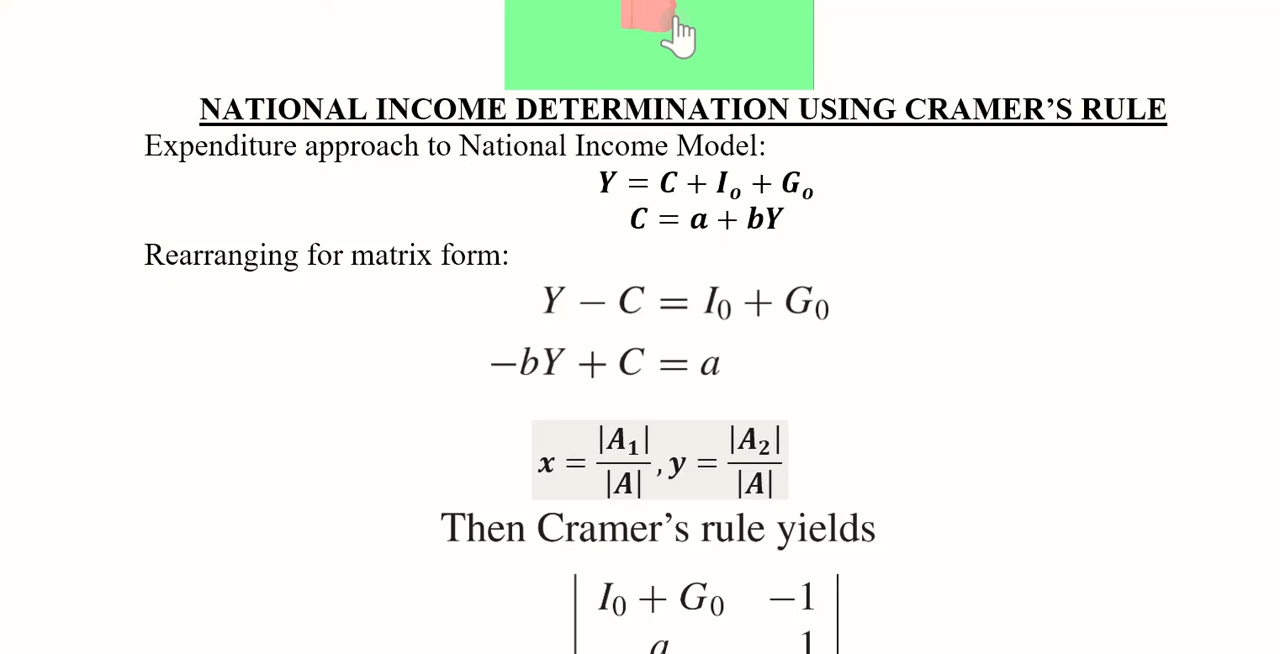 NATIONAL INCOME DETERMINATION USING CRAMER’S RULE
Expenditure approach to National Income Model:
Y = C + Iₒ + Gₒ
C = a + bY
Rearranging for matrix form:
Y − C = I₀ + G₀
−bY + C = a
x = |A₁| / |A| , y = |A₂| / |A|
Then Cramer’s rule yields
| I₀ + G₀ −1 |
| a 1 |